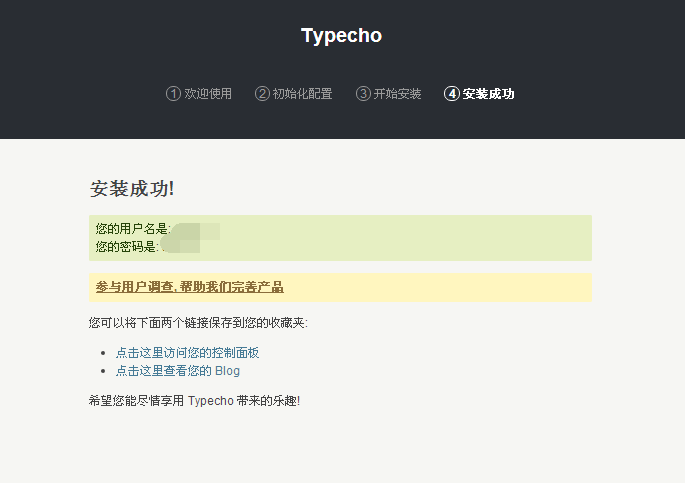 Typecho
① 欢迎使用 ② 初始化配置 ③ 开始安装 ④ 安装成功
安装成功!
您的用户名是:
您的密码是:
参与用户调查, 帮助我们完善产品
您可以将下面两个链接保存到您的收藏夹:
• 点击这里访问您的控制面板
• 点击这里查看您的 Blog
希望您能尽情享用 Typecho 带来的乐趣!